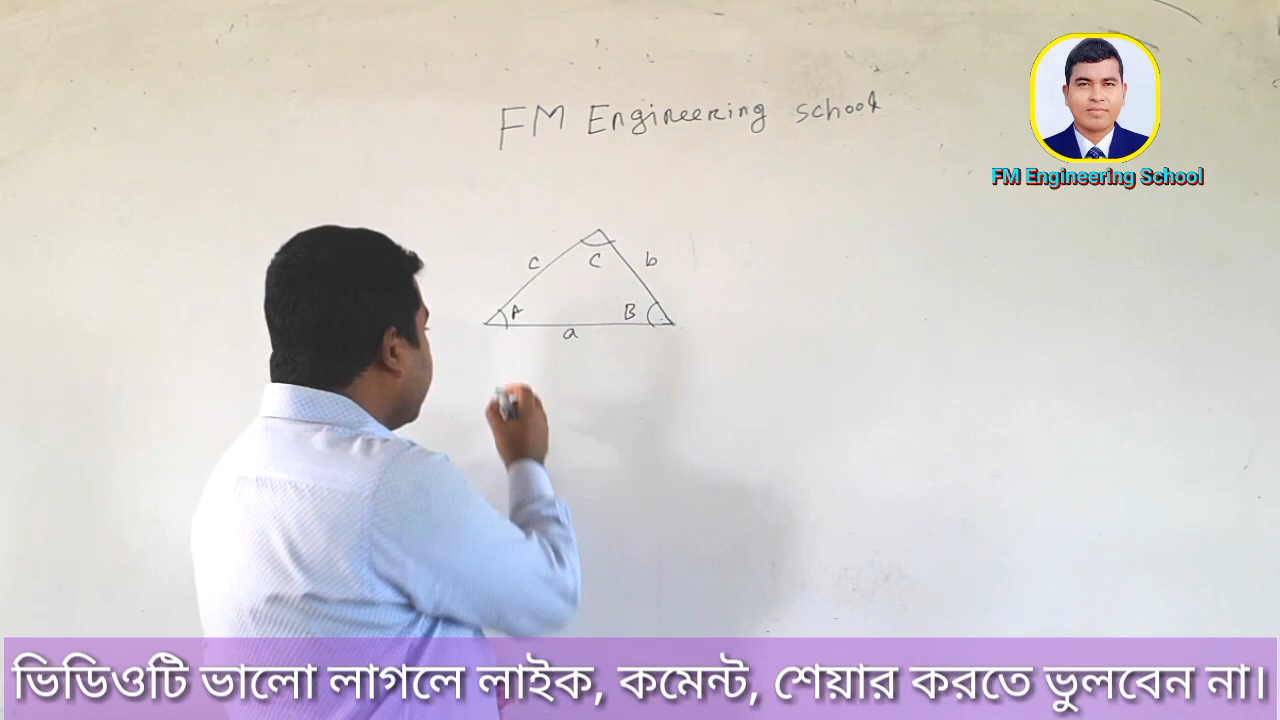 FM Engineering school
FM Engineering School
c C b
A B
a
ভিডিওটি ভালো লাগলে লাইক, কমেন্ট, শেয়ার করতে ভুলবেন না।